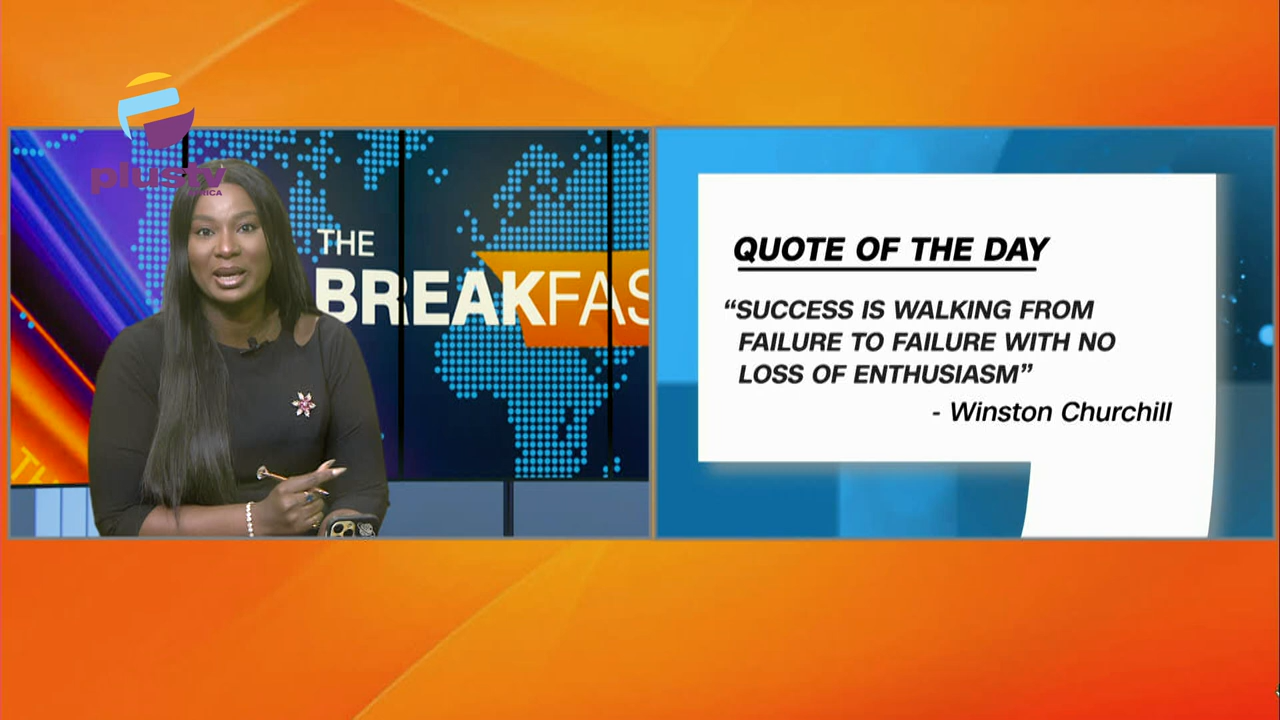 plustv
AFRICA
THE
BREAKFAS
TH
QUOTE OF THE DAY
“SUCCESS IS WALKING FROM
FAILURE TO FAILURE WITH NO
LOSS OF ENTHUSIASM”
- Winston Churchill